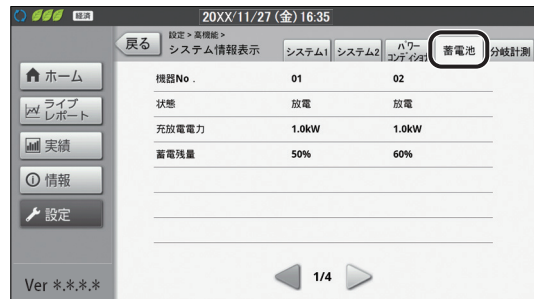 経済 20XX/11/27 (金) 16:35
戻る
設定 > 高機能 >
システム情報表示
システム1 システム2 パワーコンディショナ 蓄電池 分岐計測
ホーム
ライブ
レポート
実績
情報
設定
Ver *.*.*.*
機器No . 01 02
状態 放電 放電
充放電電力 1.0kW 1.0kW
蓄電残量 50% 60%
1/4